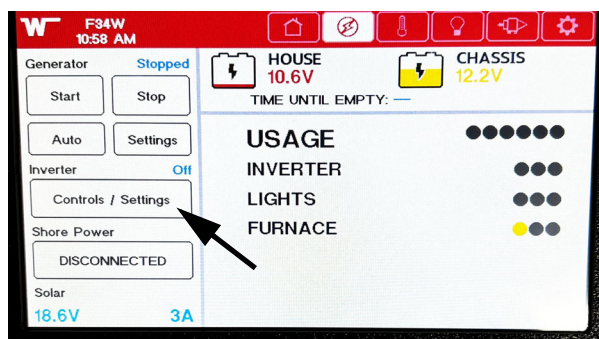 F34W
10:58 AM
Generator Stopped
Start Stop
Auto Settings
Inverter Off
Controls / Settings
Shore Power
DISCONNECTED
Solar
18.6V 3A
HOUSE
10.6V
CHASSIS
12.2V
TIME UNTIL EMPTY: —
USAGE
INVERTER
LIGHTS
FURNACE